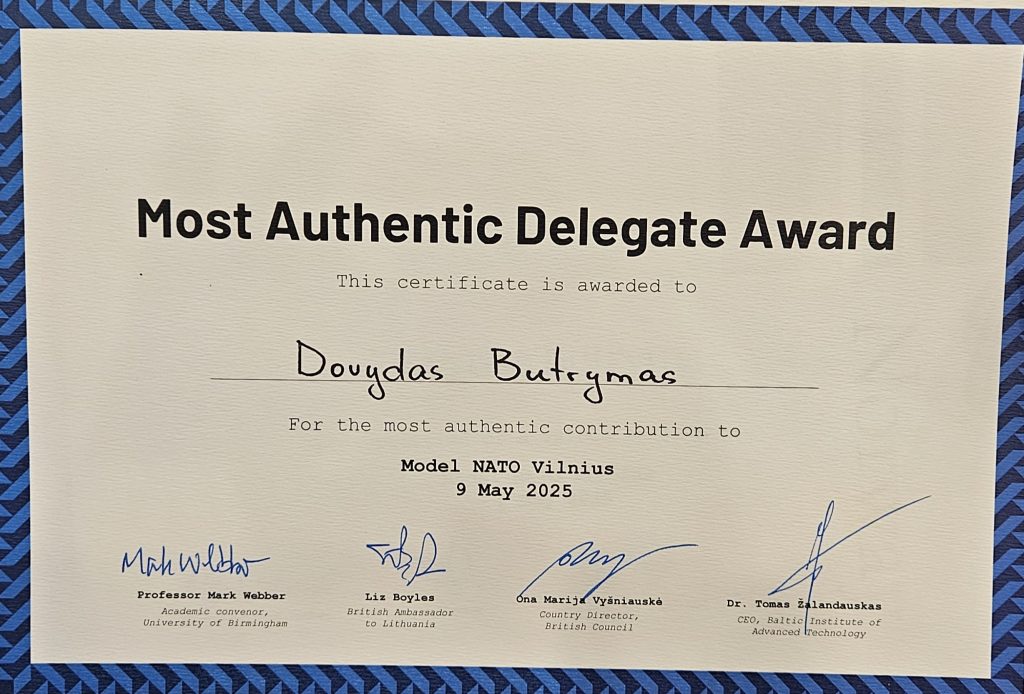 Most Authentic Delegate Award
This certificate is awarded to
Dovydas Butrymas
For the most authentic contribution to
Model NATO Vilnius
9 May 2025
Mark Webber
Professor Mark Webber
Academic convenor,
University of Birmingham
Liz Boyles
British Ambassador
to Lithuania
Ona Marija Vyšniauskė
Country Director,
British Council
Dr. Tomas Žalandauskas
CEO, Baltic Institute of
Advanced Technology